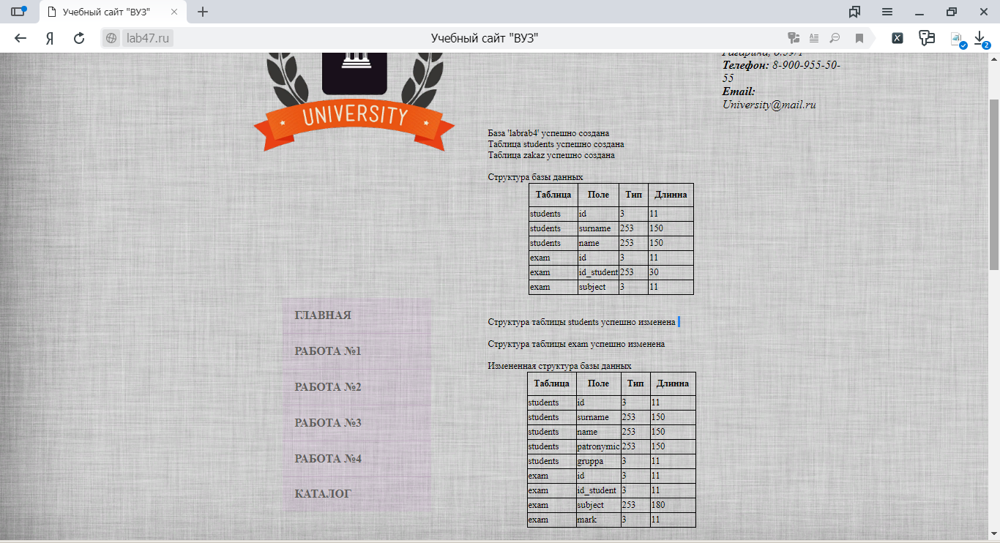 Учебный сайт "ВУЗ"
lab47.ru
Учебный сайт "ВУЗ"
2
UNIVERSITY
Гагарина, д.59/1
Телефон: 8-900-955-50-
55
Email:
University@mail.ru
База 'labrab4' успешно создана
Таблица students успешно создана
Таблица zakaz успешно создана
Структура базы данных
Таблица Поле Тип Длинна
students id 3 11
students surname 253 150
students name 253 150
exam id 3 11
exam id_student 253 30
exam subject 3 11
ГЛАВНАЯ
РАБОТА №1
РАБОТА №2
РАБОТА №3
РАБОТА №4
КАТАЛОГ
Структура таблицы students успешно изменена
Структура таблицы exam успешно изменена
Измененная структура базы данных
Таблица Поле Тип Длинна
students id 3 11
students surname 253 150
students name 253 150
students patronymic 253 150
students gruppa 3 11
exam id 3 11
exam id_student 3 11
exam subject 253 180
exam mark 3 11